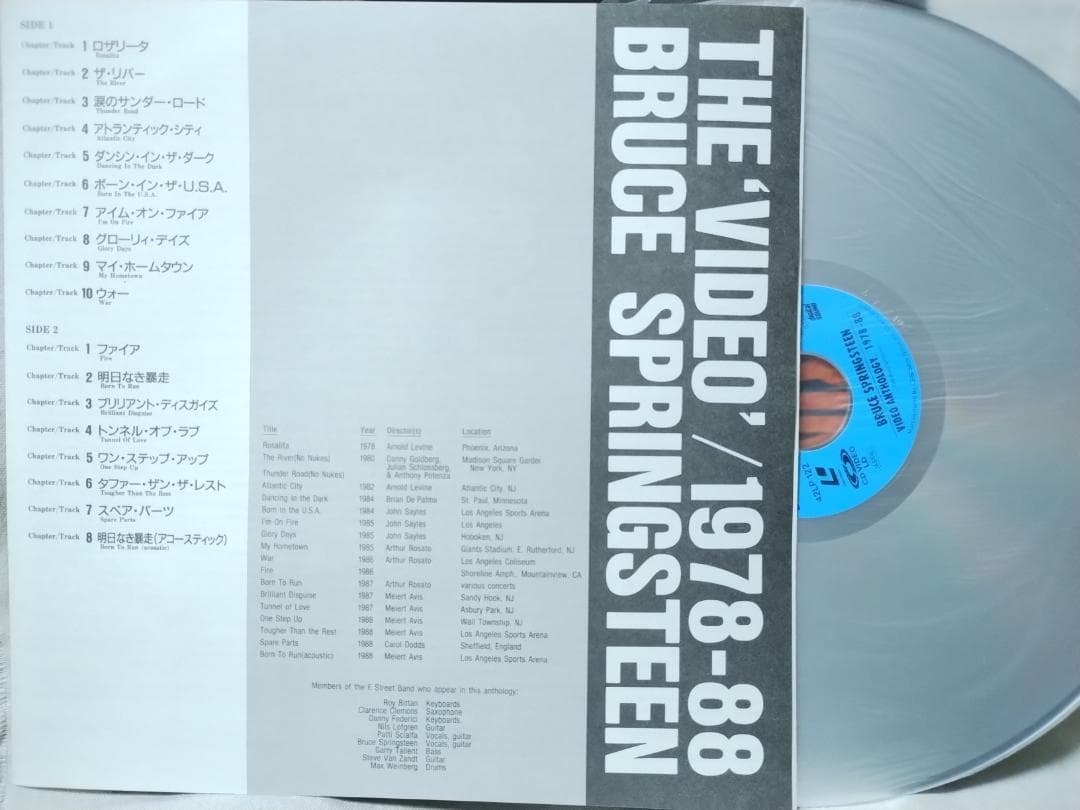 SIDE 1
Chapter/Track 1 ロザリータ
Rosalita
Chapter/Track 2 ザ・リバー
The River
Chapter/Track 3 涙のサンダー・ロード
Thunder Road
Chapter/Track 4 アトランティック・シティ
Atlantic City
Chapter/Track 5 ダンシン・イン・ザ・ダーク
Dancing In The Dark
Chapter/Track 6 ボーン・イン・ザ・U.S.A.
Born In The U.S.A.
Chapter/Track 7 アイム・オン・ファイア
I'm On Fire
Chapter/Track 8 グローリィ・デイズ
Glory Days
Chapter/Track 9 マイ・ホームタウン
My Hometown
Chapter/Track 10 ウォー
War
SIDE 2
Chapter/Track 1 ファイア
Fire
Chapter/Track 2 明日なき暴走
Born To Run
Chapter/Track 3 ブリリアント・ディスガイズ
Brilliant Disguise
Chapter/Track 4 トンネル・オブ・ラブ
Tunnel Of Love
Chapter/Track 5 ワン・ステップ・アップ
One Step Up
Chapter/Track 6 タファー・ザン・ザ・レスト
Tougher Than The Rest
Chapter/Track 7 スペア・パーツ
Spare Parts
Chapter/Track 8 明日なき暴走(アコースティック)
Born To Run (acoustic)
Title Year Director(s) Location
Rosalita 1978 Arnold Levine Phoenix, Arizona
The River(No Nukes) 1980 Danny Goldberg, Madison Square Garden
Julian Schlossberg, New York, NY
Thunder Road(No Nukes) & Anthony Potenza
Atlantic City 1982 Arnold Levine Atlantic City, NJ
Dancing in the Dark 1984 Brian De Palma St. Paul, Minnesota
Born in the U.S.A. 1984 John Sayles Los Angeles Sports Arena
I'm On Fire 1985 John Sayles Los Angeles
Glory Days 1985 John Sayles Hoboken, NJ
My Hometown 1985 Arthur Rosato Giants Stadium, E. Rutherford, NJ
War 1986 Arthur Rosato Los Angeles Coliseum
Fire 1986 Shoreline Amph., Mountainview, CA
Born To Run 1987 Arthur Rosato various concerts
Brilliant Disguise 1987 Meiert Avis Sandy Hook, NJ
Tunnel of Love 1987 Meiert Avis Asbury Park, NJ
One Step Up 1988 Meiert Avis Wall Township, NJ
Tougher Than the Rest 1988 Meiert Avis Los Angeles Sports Arena
Spare Parts 1988 Carol Dodds Sheffield, England
Born To Run(acoustic) 1988 Meiert Avis Los Angeles Sports Arena
Members of the E Street Band who appear in this anthology:
Roy Bittan Keyboards
Clarence Clemons Saxophone
Danny Federici Keyboards
Nils Lofgren Guitar
Patti Scialfa Vocals, guitar
Bruce Springsteen Vocals, guitar
Garry Tallent Bass
Steve Van Zandt Guitar
Max Weinberg Drums
THE 'VIDEO'/1978-88
BRUCE SPRINGSTEEN
BRUCE SPRINGSTEEN
VIDEO ANTHOLOGY 1978-88
42LP 122
CD VIDEO